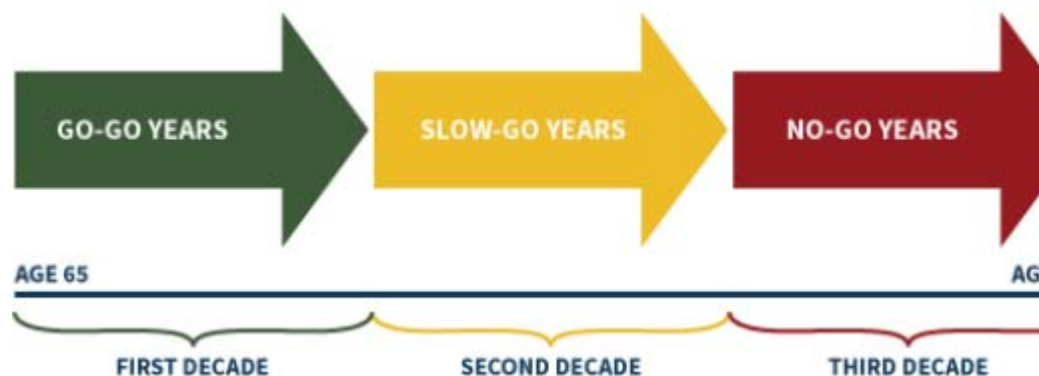 GO-GO YEARS
SLOW-GO YEARS
NO-GO YEARS
AGE 65
FIRST DECADE
SECOND DECADE
THIRD DECADE